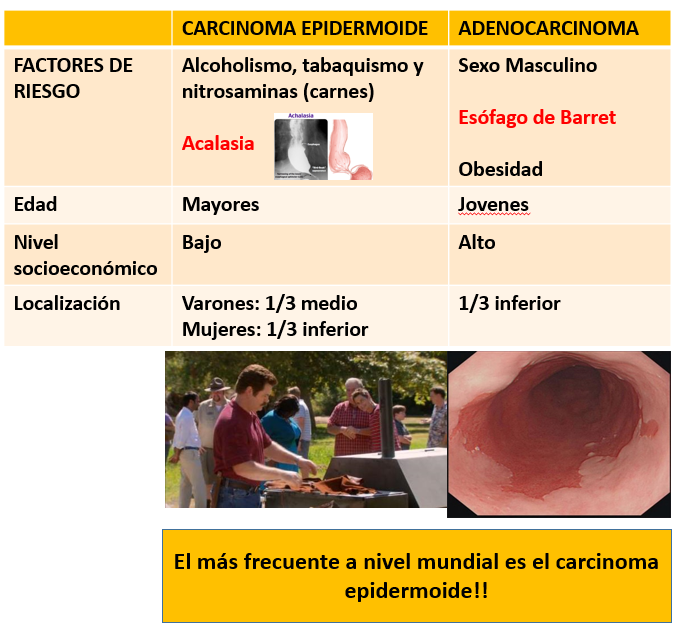 CARCINOMA EPIDERMOIDE
ADENOCARCINOMA
FACTORES DE
RIESGO
Alcoholismo, tabaquismo y
nitrosaminas (carnes)
Acalasia
Achalasia
Sexo Masculino
Esófago de Barret
Obesidad
Edad
Mayores
Jovenes
Nivel
socioeconómico
Bajo
Alto
Localización
Varones: 1/3 medio
Mujeres: 1/3 inferior
1/3 inferior
El más frecuente a nivel mundial es el carcinoma
epidermoide!!